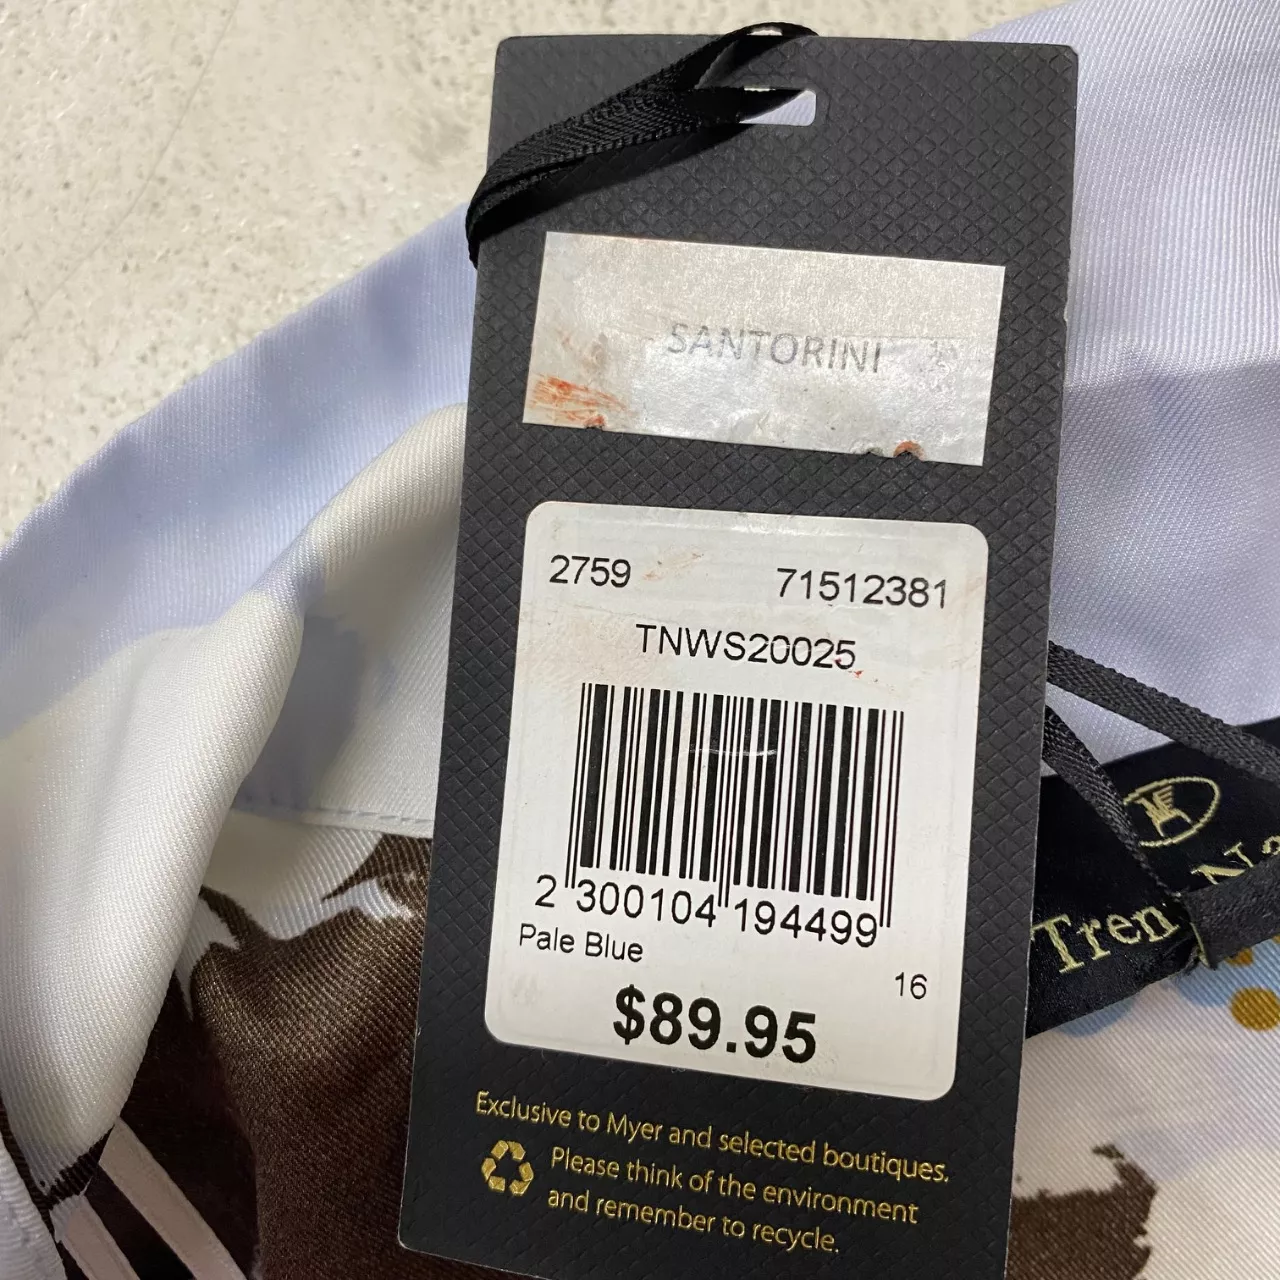 SANTORINI
2759 71512381
TNWS20025
2 300104 194499
Pale Blue
16
$89.95
Exclusive to Myer and selected boutiques.
Please think of the environment
and remember to recycle.